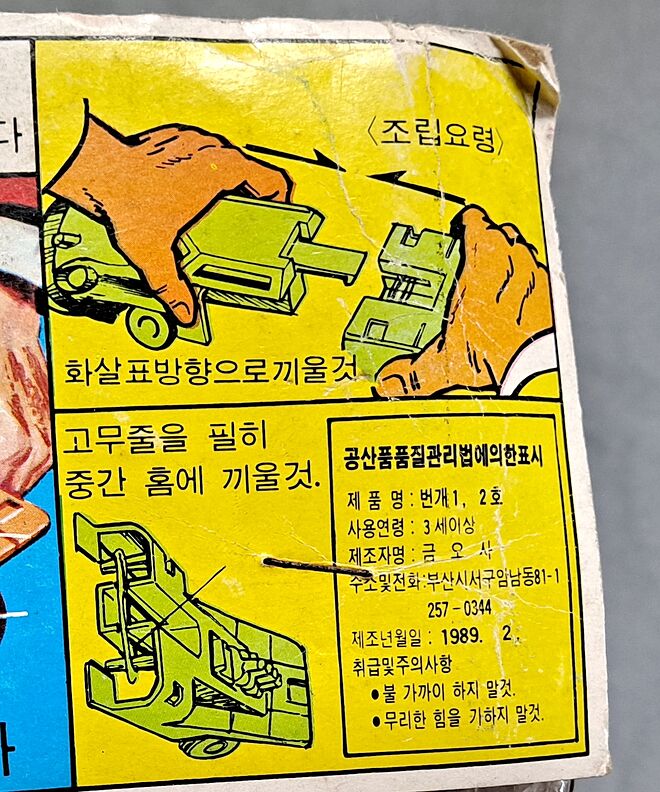 다
〈조립요령〉
화살표방향으로끼울것
고무줄을 필히
중간 홈에 끼울것.
공산품품질관리법에의한표시
제 품 명 : 번개1, 2호
사용연령 : 3세이상
제조자명 : 금 오 사
주소및전화:부산시서구암남동81-1
257-0344
제조년월일 : 1989. 2.
취급및주의사항
●불 가까이 하지 말것.
●무리한 힘을 가하지 말것.